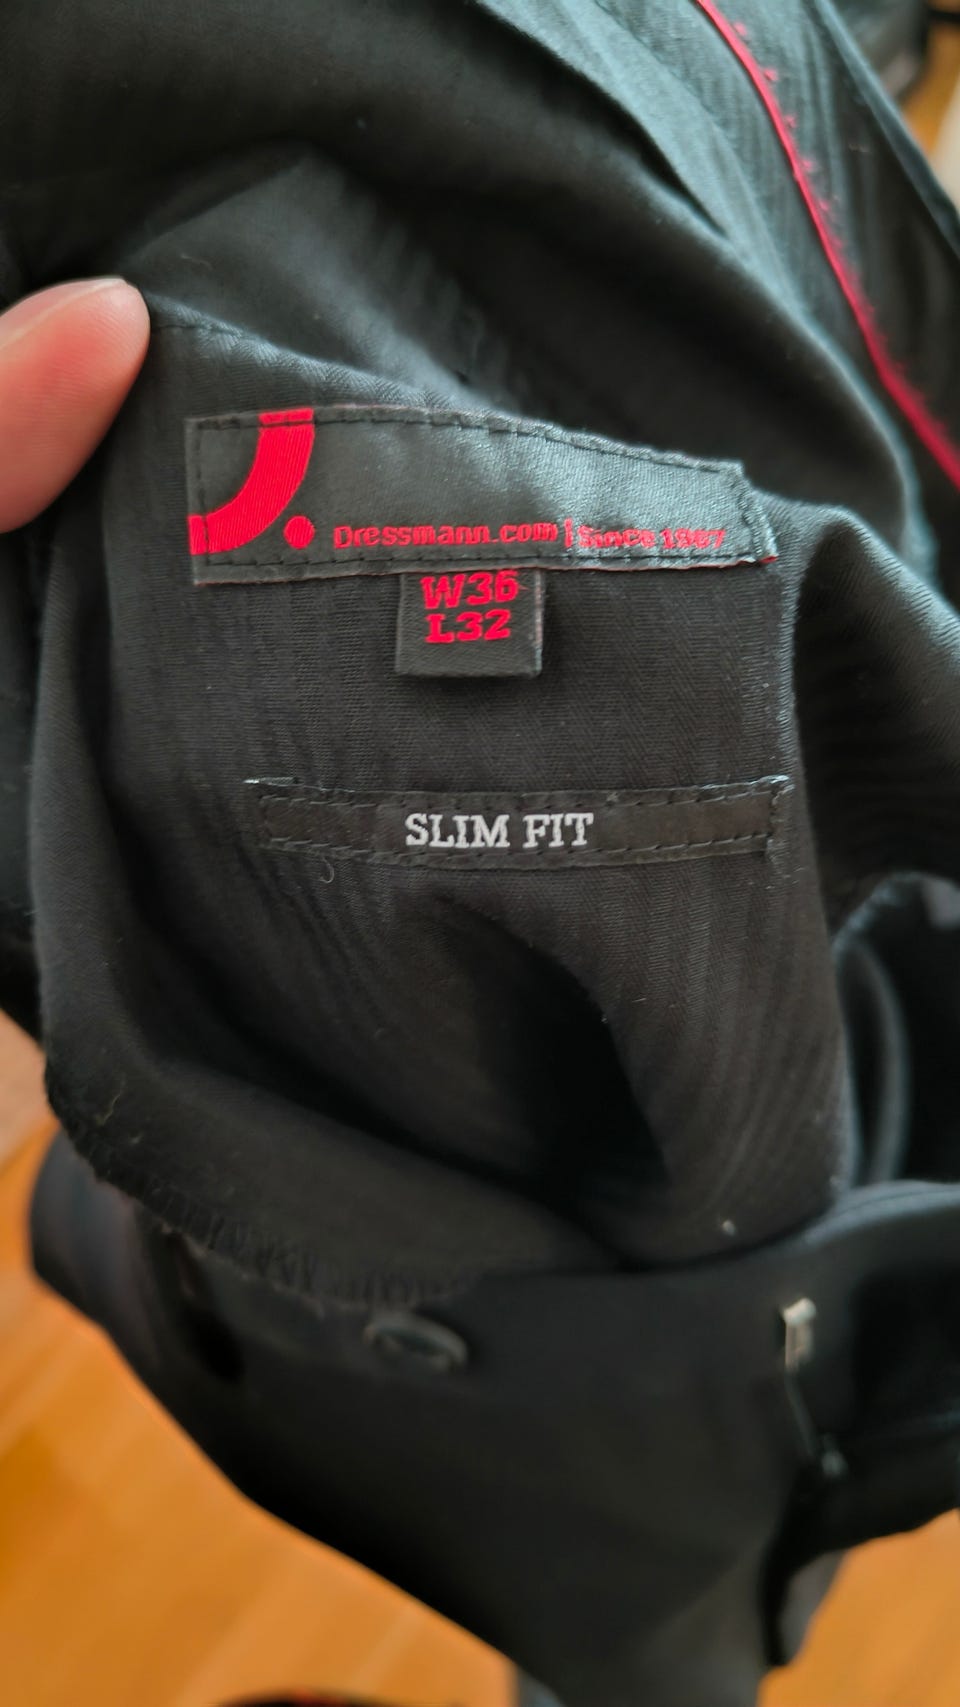 Dressmann.com | Since 1967
W36
L32
SLIM FIT